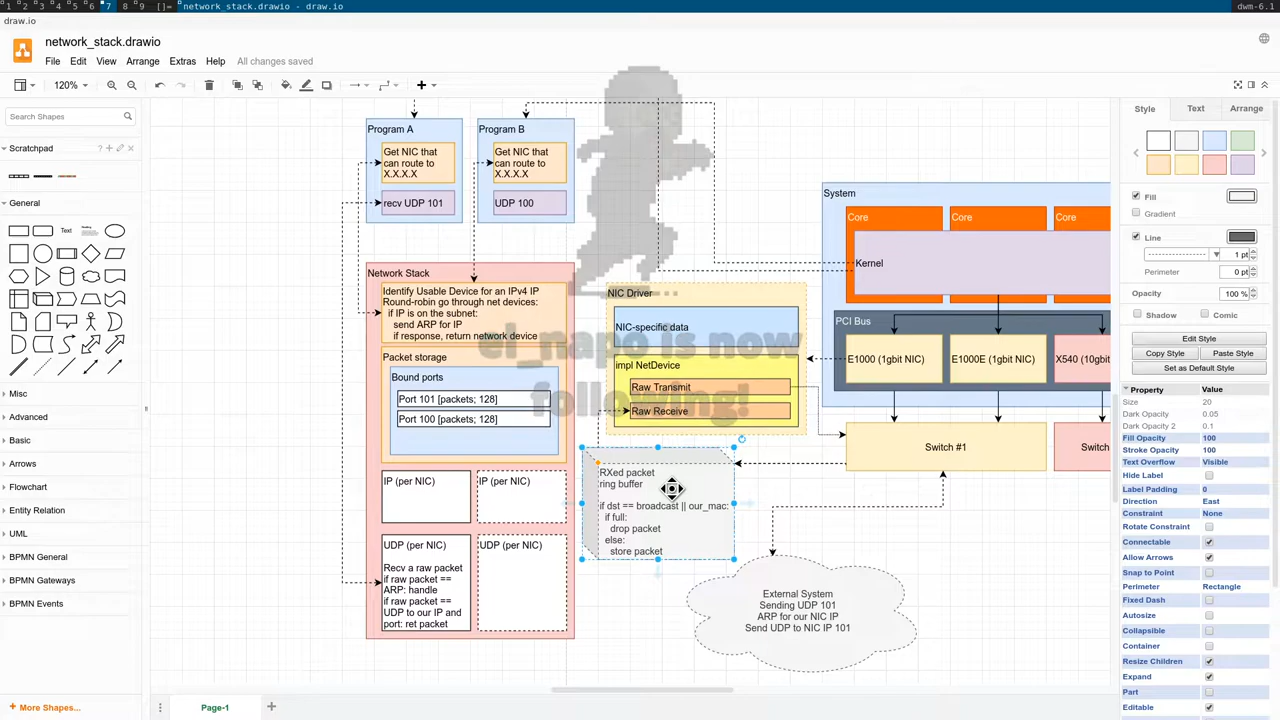 1 2 3 4 5 6 7 8 9 []= network_stack.drawio - draw.io dwm-6.1
draw.io
network_stack.drawio
File Edit View Arrange Extras Help All changes saved
120%
Search Shapes
Scratchpad
General
Text
Misc
Advanced
Basic
Arrows
Flowchart
Entity Relation
UML
BPMN General
BPMN Gateways
BPMN Events
+ More Shapes...
Program A
Get NIC that
can route to
X.X.X.X
recv UDP 101
Program B
Get NIC that
can route to
X.X.X.X
UDP 100
Network Stack
Identify Usable Device for an IPv4 IP
Round-robin go through net devices:
if IP is on the subnet:
send ARP for IP
if response, return network device
Packet storage
Bound ports
Port 101 [packets; 128]
Port 100 [packets; 128]
IP (per NIC)
IP (per NIC)
UDP (per NIC)
Recv a raw packet
if raw packet ==
ARP: handle
if raw packet ==
UDP to our IP and
port: ret packet
UDP (per NIC)
NIC Driver
NIC-specific data
impl NetDevice
Raw Transmit
Raw Receive
el_napo is now
following!
RXed packet
ring buffer
if dst == broadcast || our_mac:
if full:
drop packet
else:
store packet
System
Core
Core
Core
Kernel
PCI Bus
E1000 (1gbit NIC)
E1000E (1gbit NIC)
X540 (10gbit
Switch #1
Switch
External System
Sending UDP 101
ARP for our NIC IP
Send UDP to NIC IP 101
Page-1
Style Text Arrange
Fill
Gradient
Line
1 pt
Perimeter 0 pt
Opacity 100 %
Shadow Comic
Edit Style
Copy Style Paste Style
Set as Default Style
Property Value
Size 20
Dark Opacity 0.05
Dark Opacity 2 0.1
Fill Opacity 100
Stroke Opacity 100
Text Overflow Visible
Hide Label
Label Padding 0
Direction East
Constraint None
Rotate Constraint
Connectable
Allow Arrows
Snap to Point
Perimeter Rectangle
Fixed Dash
Autosize
Collapsible
Container
Resize Children
Expand
Part
Editable